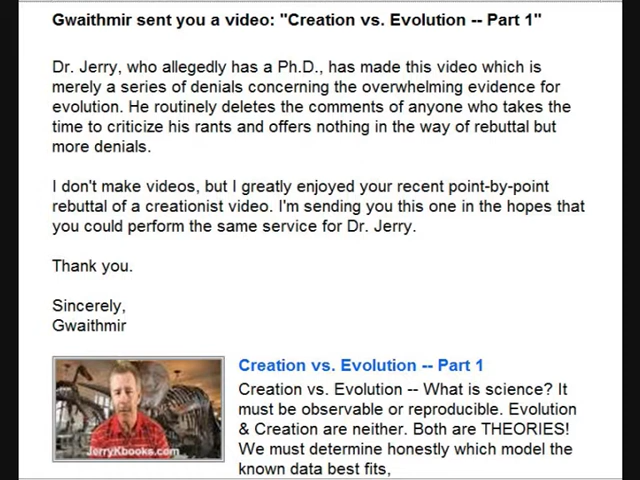 Gwaithmir sent you a video: "Creation vs. Evolution -- Part 1"
Dr. Jerry, who allegedly has a Ph.D., has made this video which is
merely a series of denials concerning the overwhelming evidence for
evolution. He routinely deletes the comments of anyone who takes the
time to criticize his rants and offers nothing in the way of rebuttal but
more denials.
I don't make videos, but I greatly enjoyed your recent point-by-point
rebuttal of a creationist video. I'm sending you this one in the hopes that
you could perform the same service for Dr. Jerry.
Thank you.
Sincerely,
Gwaithmir
Creation vs. Evolution -- Part 1
Creation vs. Evolution -- What is science? It
must be observable or reproducible. Evolution
& Creation are neither. Both are THEORIES!
We must determine honestly which model the
known data best fits,
JerryKbooks.com